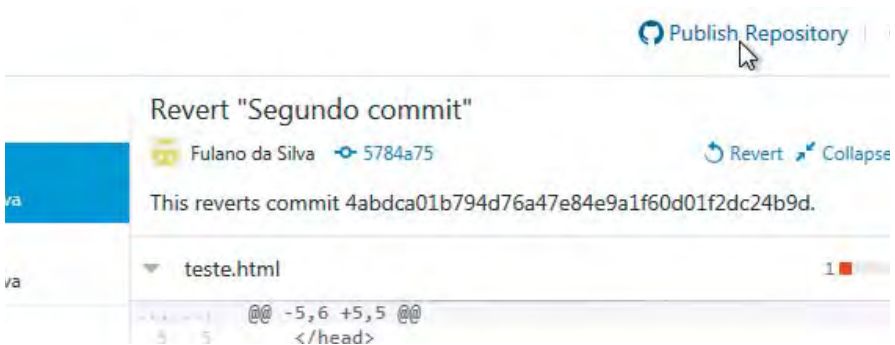 Publish Repository
Revert "Segundo commit"
Fulano da Silva 5784a75 Revert Collapse
va
This reverts commit 4abdca01b794d76a47e84e9a1f60d01f2dc24b9d.
teste.html 1
va
@@ -5,6 +5,5 @@
5 5 </head>